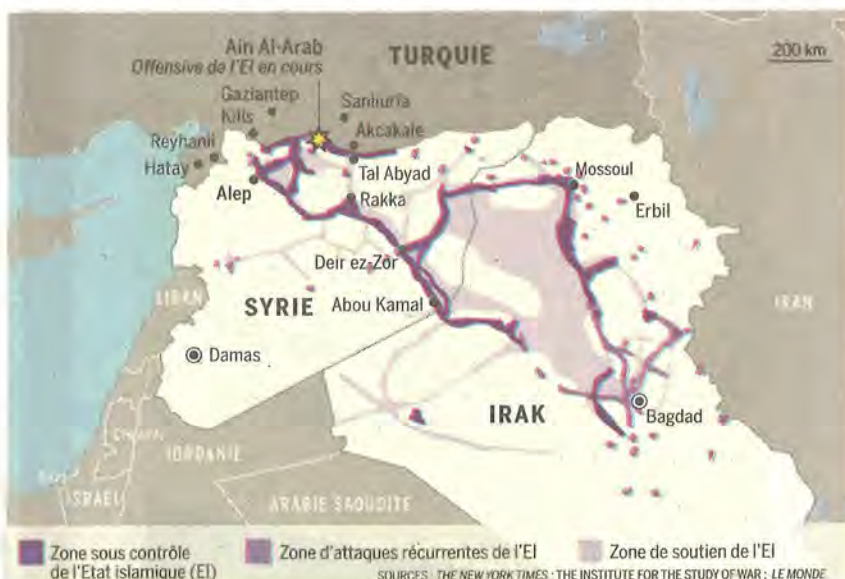 Ain Al-Arab
Offensive de l'EI en cours
TURQUIE
200 km
Gaziantep
Kilis
Sanliurfa
Reyhanli
Akcakale
Hatay
Tal Abyad
Mossoul
Alep
Rakka
Erbil
Deir ez-Zor
LIBAN
SYRIE
Abou Kamal
IRAN
Damas
IRAK
Bagdad
JORDANIE
ISRAËL
ARABIE SAOUDITE
Zone sous contrôle
de l'Etat islamique (EI)
Zone d'attaques récurrentes de l'EI
Zone de soutien de l'EI
SOURCES : THE NEW YORK TIMES ; THE INSTITUTE FOR THE STUDY OF WAR ; LE MONDE